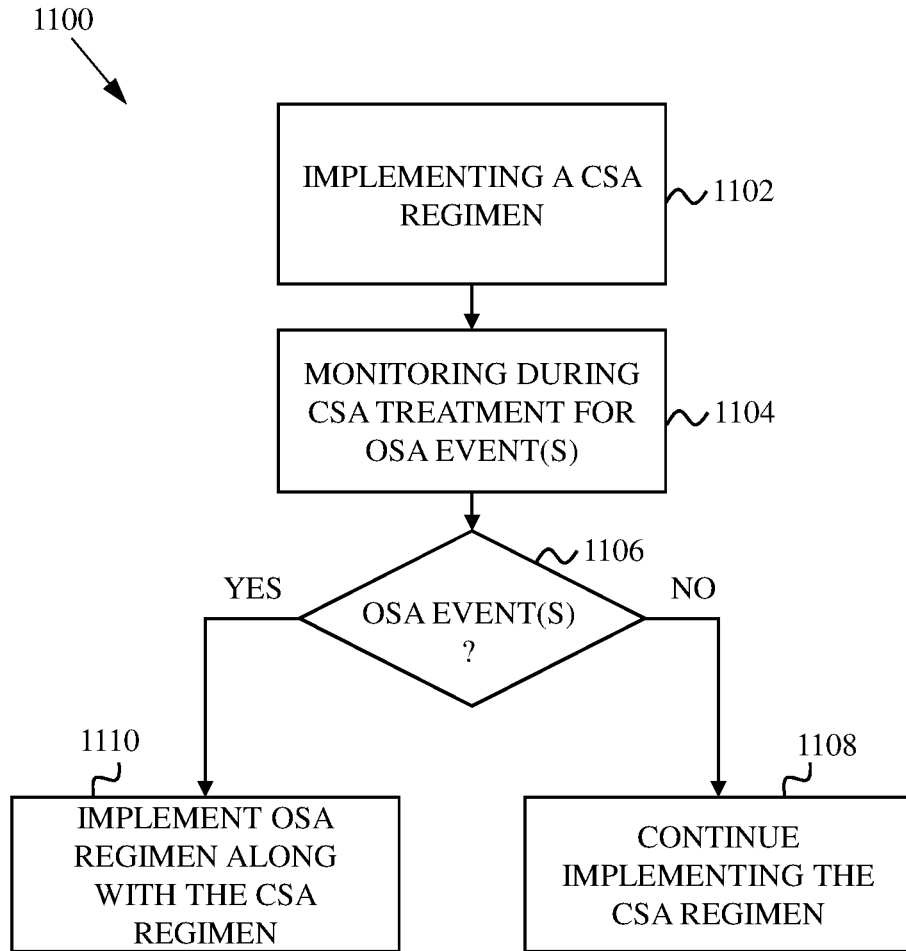 1100
IMPLEMENTING A CSA
REGIMEN
1102
MONITORING DURING
CSA TREATMENT FOR
OSA EVENT(S)
1104
1106
YES
NO
OSA EVENT(S)
?
1110
IMPLEMENT OSA
REGIMEN ALONG
WITH THE CSA
REGIMEN
1108
CONTINUE
IMPLEMENTING THE
CSA REGIMEN